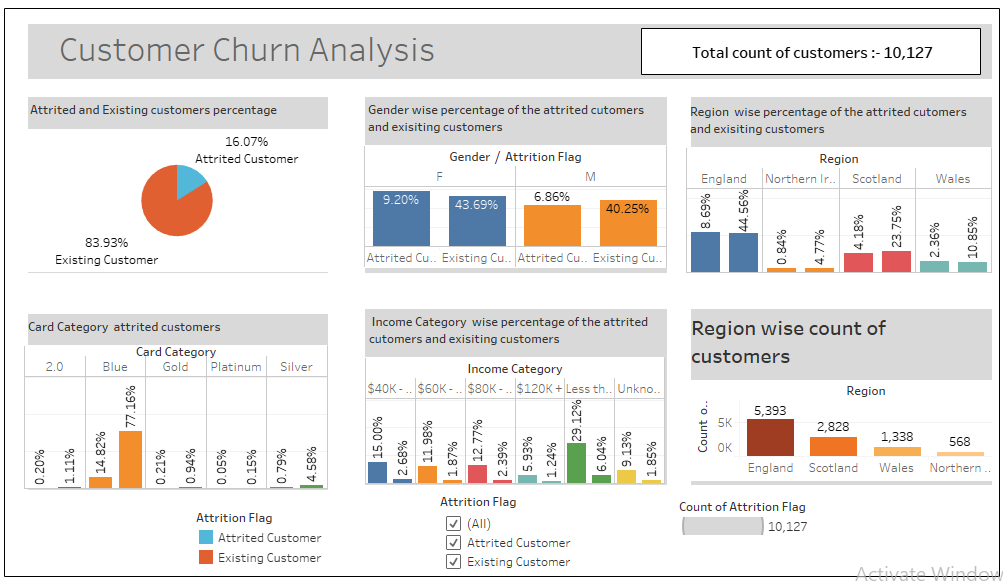 Customer Churn Analysis
Total count of customers :- 10,127
Attrited and Existing customers percentage
16.07%
Attrited Customer
83.93%
Existing Customer
Gender wise percentage of the attrited cutomers
and exisiting customers
Gender / Attrition Flag
F M
9.20% 43.69% 6.86% 40.25%
Attrited Cu.. Existing Cu.. Attrited Cu.. Existing Cu..
Region wise percentage of the attrited cutomers
and exisiting customers
Region
England Northern Ir.. Scotland Wales
8.69% 44.56% 0.84% 4.77% 4.18% 23.75% 2.36% 10.85%
Card Category attrited customers
Card Category
2.0 Blue Gold Platinum Silver
0.20% 1.11% 14.82% 77.16% 0.21% 0.94% 0.05% 0.15% 0.79% 4.58%
Attrition Flag
Attrited Customer
Existing Customer
Income Category wise percentage of the attrited
cutomers and exisiting customers
Income Category
$40K - .. $60K - .. $80K - .. $120K + Less th.. Unkno..
15.00% 2.68% 11.98% 1.87% 12.77% 2.39% 5.93% 1.24% 29.12% 6.04% 9.13% 1.85%
Attrition Flag
(All)
Attrited Customer
Existing Customer
Region wise count of
customers
Region
Count o..
5K
0K
5,393 2,828 1,338 568
England Scotland Wales Northern ..
Count of Attrition Flag
10,127
Activate Window